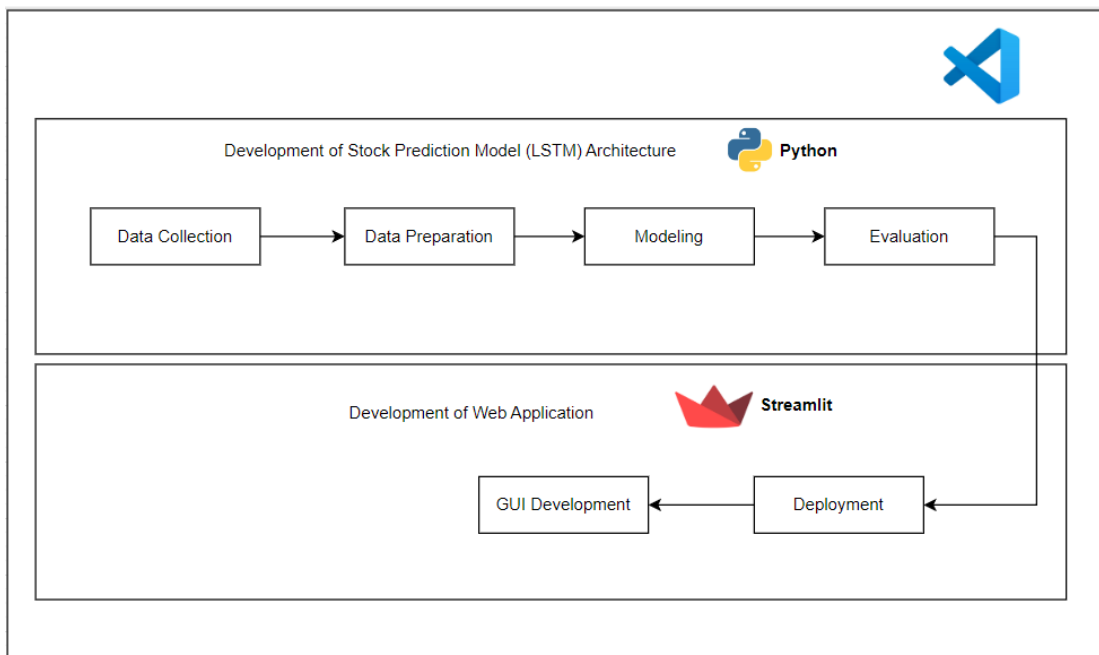 Development of Stock Prediction Model (LSTM) Architecture
Python
Data Collection
Data Preparation
Modeling
Evaluation
Development of Web Application
Streamlit
GUI Development
Deployment